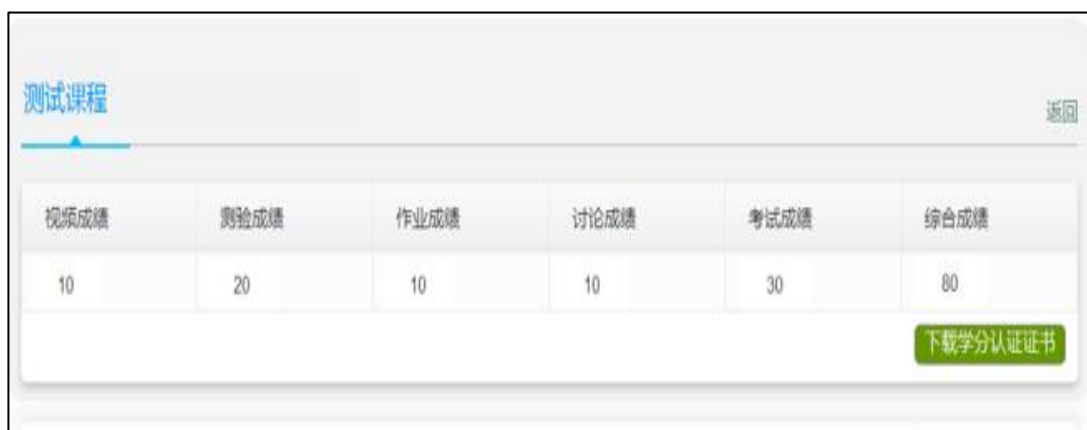 测试课程
返回
视频成绩 测验成绩 作业成绩 讨论成绩 考试成绩 综合成绩
10 20 10 10 30 80
下载学分认证证书